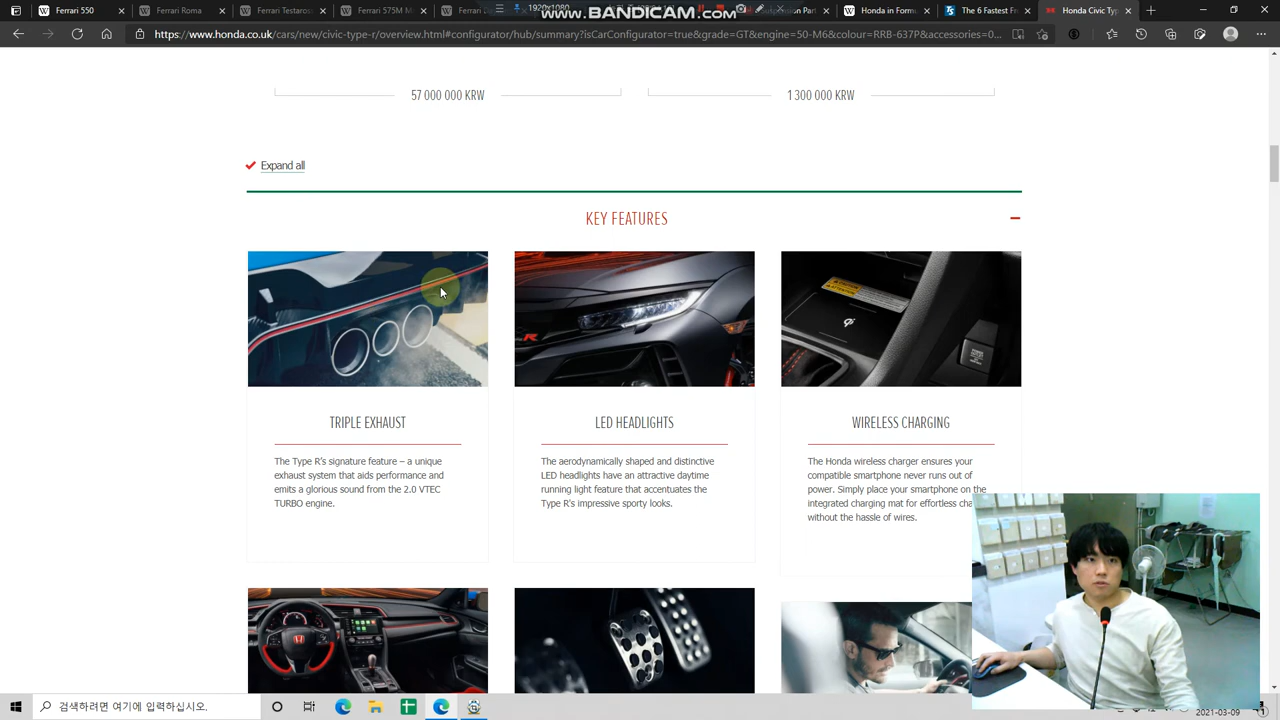 Ferrari 550
Ferrari Roma
Ferrari 575M M
1920x1080
WWW.BANDICAM.COM
Honda in Form
The 6 Fastest F
Honda Civic Typ
https://www.honda.co.uk/cars/new/civic-type-r/overview.html#configurator/hub/summary?isCarConfigurator=true&grade=GT&engine=50-M6&colour=RR-637P&accessories=0...
57 000 000 KRW
1 300 000 KRW
Expand all
KEY FEATURES
TRIPLE EXHAUST
The Type R's signature feature – a unique
exhaust system that aids performance and
emits a glorious sound from the 2.0 VTEC
TURBO engine.
LED HEADLIGHTS
The aerodynamically shaped and distinctive
LED headlights have an attractive daytime
running light feature that accentuates the
Type R's impressive sporty looks.
WIRELESS CHARGING
The Honda wireless charger ensures your
compatible smartphone never runs out of
power. Simply place your smartphone on the
integrated charging mat for effortless cha
without the hassle of wires.
검색하려면 여기에 입력하십시오.
2021-03-09